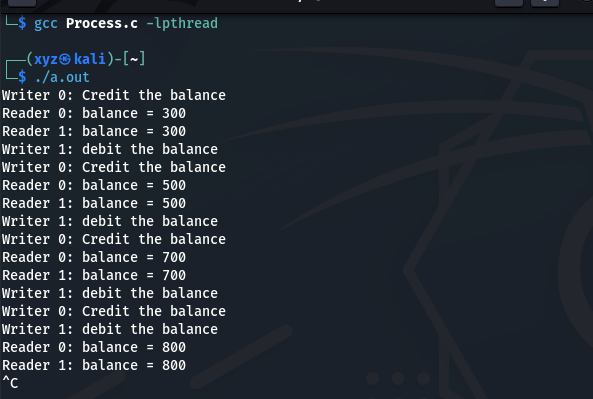 └─$ gcc Process.c -lpthread
┌──(xyz㉿kali)-[~]
└─$ ./a.out
Writer 0: Credit the balance
Reader 0: balance = 300
Reader 1: balance = 300
Writer 1: debit the balance
Writer 0: Credit the balance
Reader 0: balance = 500
Reader 1: balance = 500
Writer 1: debit the balance
Writer 0: Credit the balance
Reader 0: balance = 700
Reader 1: balance = 700
Writer 1: debit the balance
Writer 0: Credit the balance
Writer 1: debit the balance
Reader 0: balance = 800
Reader 1: balance = 800
^C